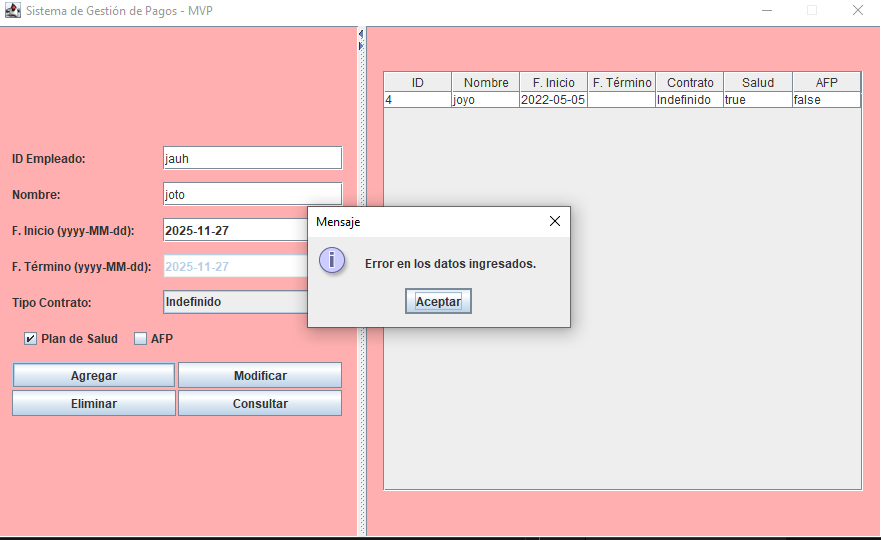 Sistema de Gestión de Pagos - MVP
ID Nombre F. Inicio F. Término Contrato Salud AFP
4 joyo 2022-05-05 Indefinido true false
ID Empleado: jauh
Nombre: joto
F. Inicio (yyyy-MM-dd): 2025-11-27
F. Término (yyyy-MM-dd): 2025-11-27
Tipo Contrato: Indefinido
Plan de Salud AFP
Agregar Modificar
Eliminar Consultar
Mensaje
Error en los datos ingresados.
Aceptar